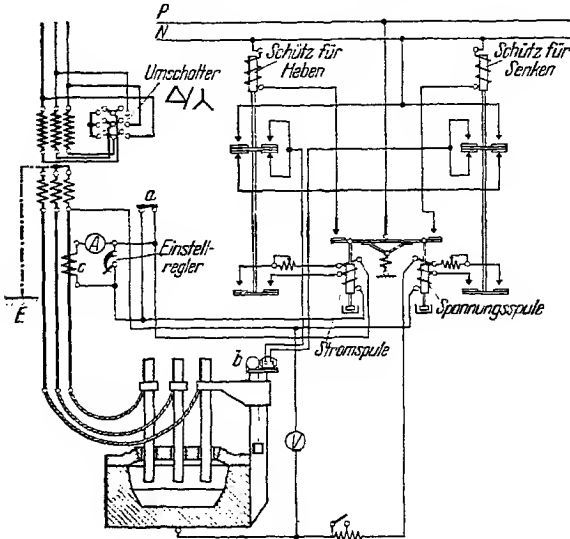 P
N
Schütz für
Heben
Schütz für
Senken
Umschalter
Δ/⅄
a
A
Einstell-
regler
c
E
Spannungsspule
Stromspule
b
V